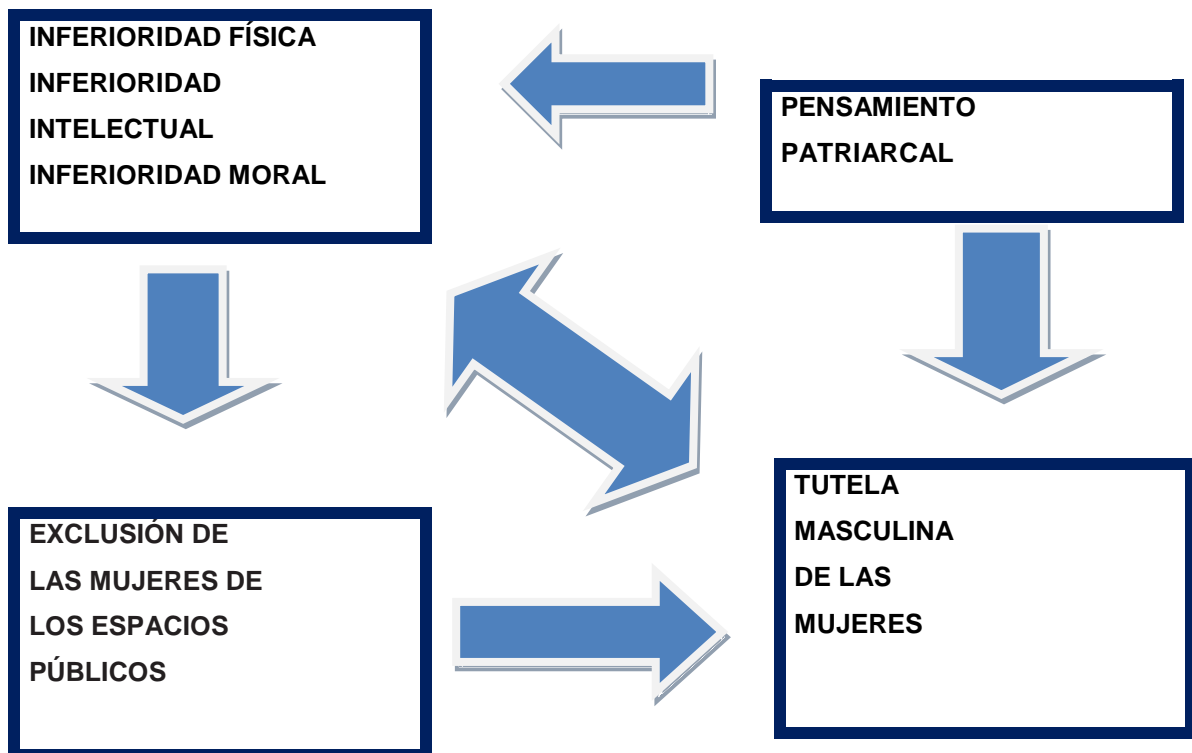 INFERIORIDAD FÍSICA
INFERIORIDAD
INTELECTUAL
INFERIORIDAD MORAL
PENSAMIENTO
PATRIARCAL
EXCLUSIÓN DE
LAS MUJERES DE
LOS ESPACIOS
PÚBLICOS
TUTELA
MASCULINA
DE LAS
MUJERES